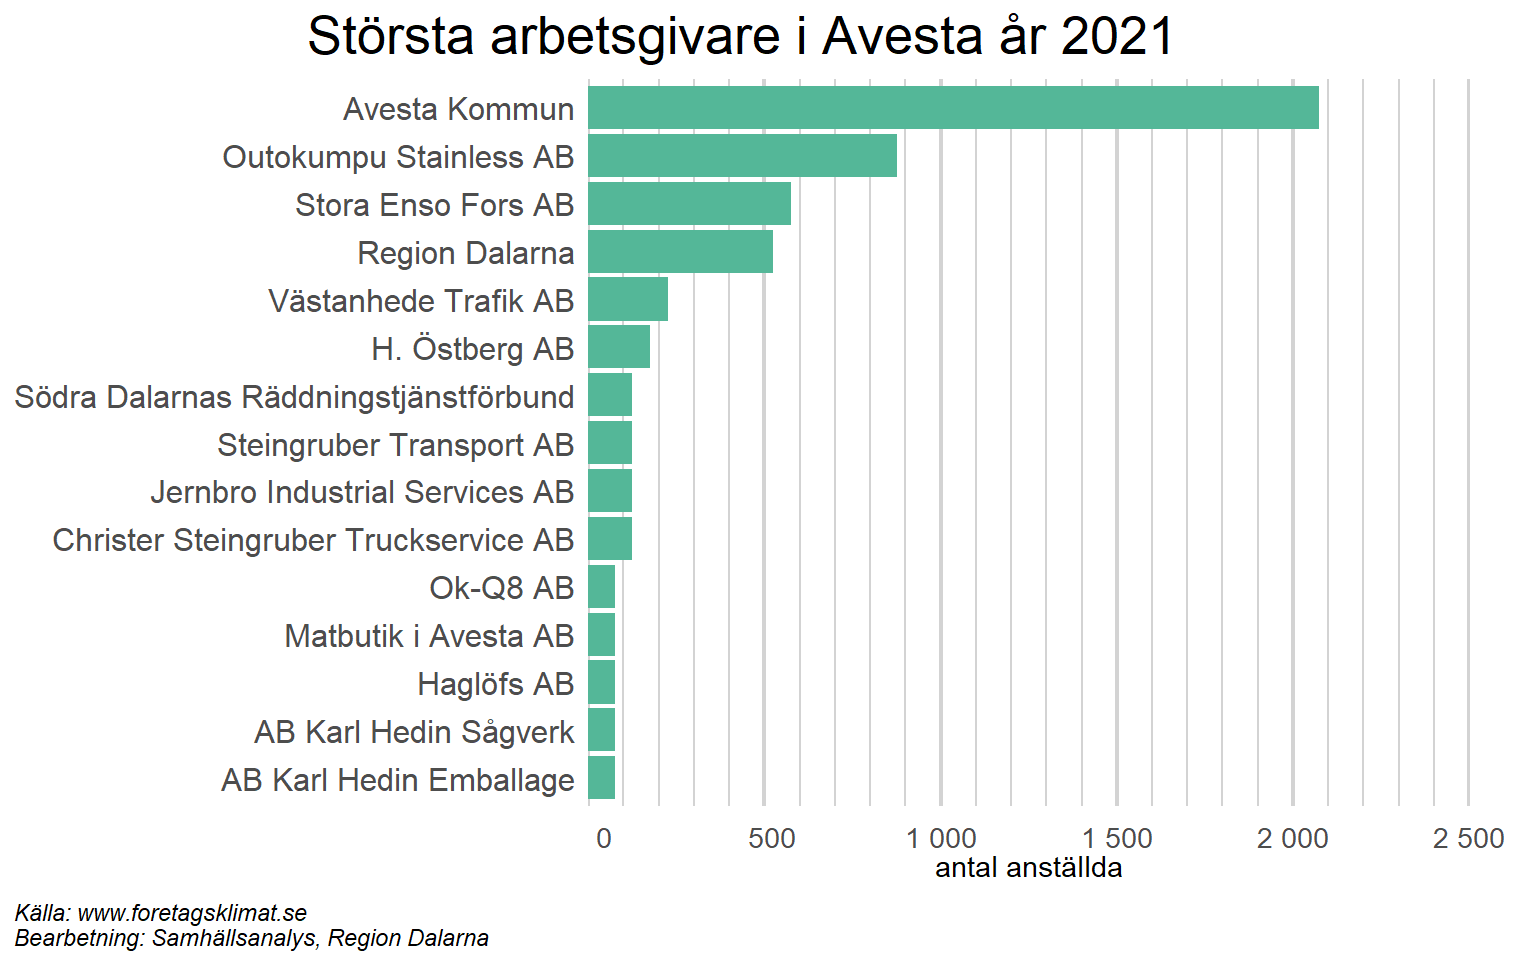 Största arbetsgivare i Avesta år 2021
Avesta Kommun
Outokumpu Stainless AB
Stora Enso Fors AB
Region Dalarna
Västanhede Trafik AB
H. Östberg AB
Södra Dalarnas Räddningstjänstförbund
Steingruber Transport AB
Jernbro Industrial Services AB
Christer Steingruber Truckservice AB
Ok-Q8 AB
Matbutik i Avesta AB
Haglöfs AB
AB Karl Hedin Sågverk
AB Karl Hedin Emballage
0 500 1 000 1 500 2 000 2 500
antal anställda
Källa: www.foretagsklimat.se
Bearbetning: Samhällsanalys, Region Dalarna